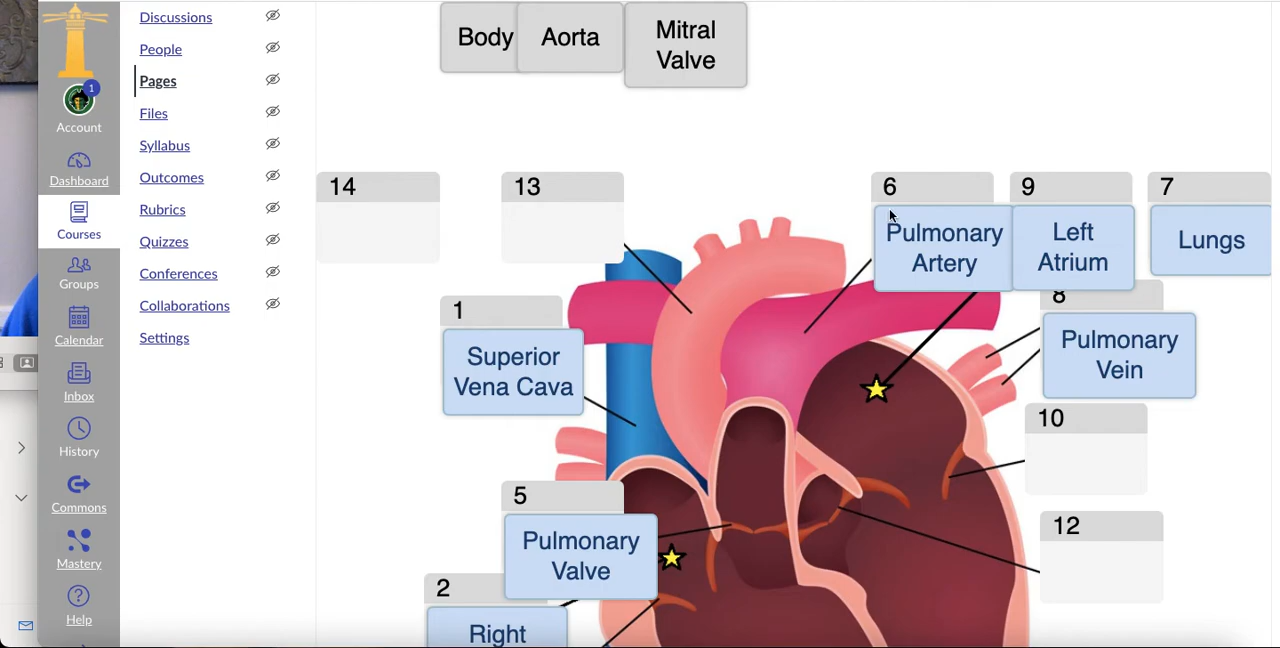 Discussions
People
Pages
Files
Syllabus
Outcomes
Rubrics
Quizzes
Conferences
Collaborations
Settings
1
Account
Dashboard
Courses
Groups
Calendar
Inbox
History
Commons
Mastery
Help
Body
Aorta
Mitral
Valve
14
13
6
9
7
Pulmonary
Artery
Left
Atrium
Lungs
1
8
Superior
Vena Cava
Pulmonary
Vein
10
5
12
Pulmonary
Valve
2
Right